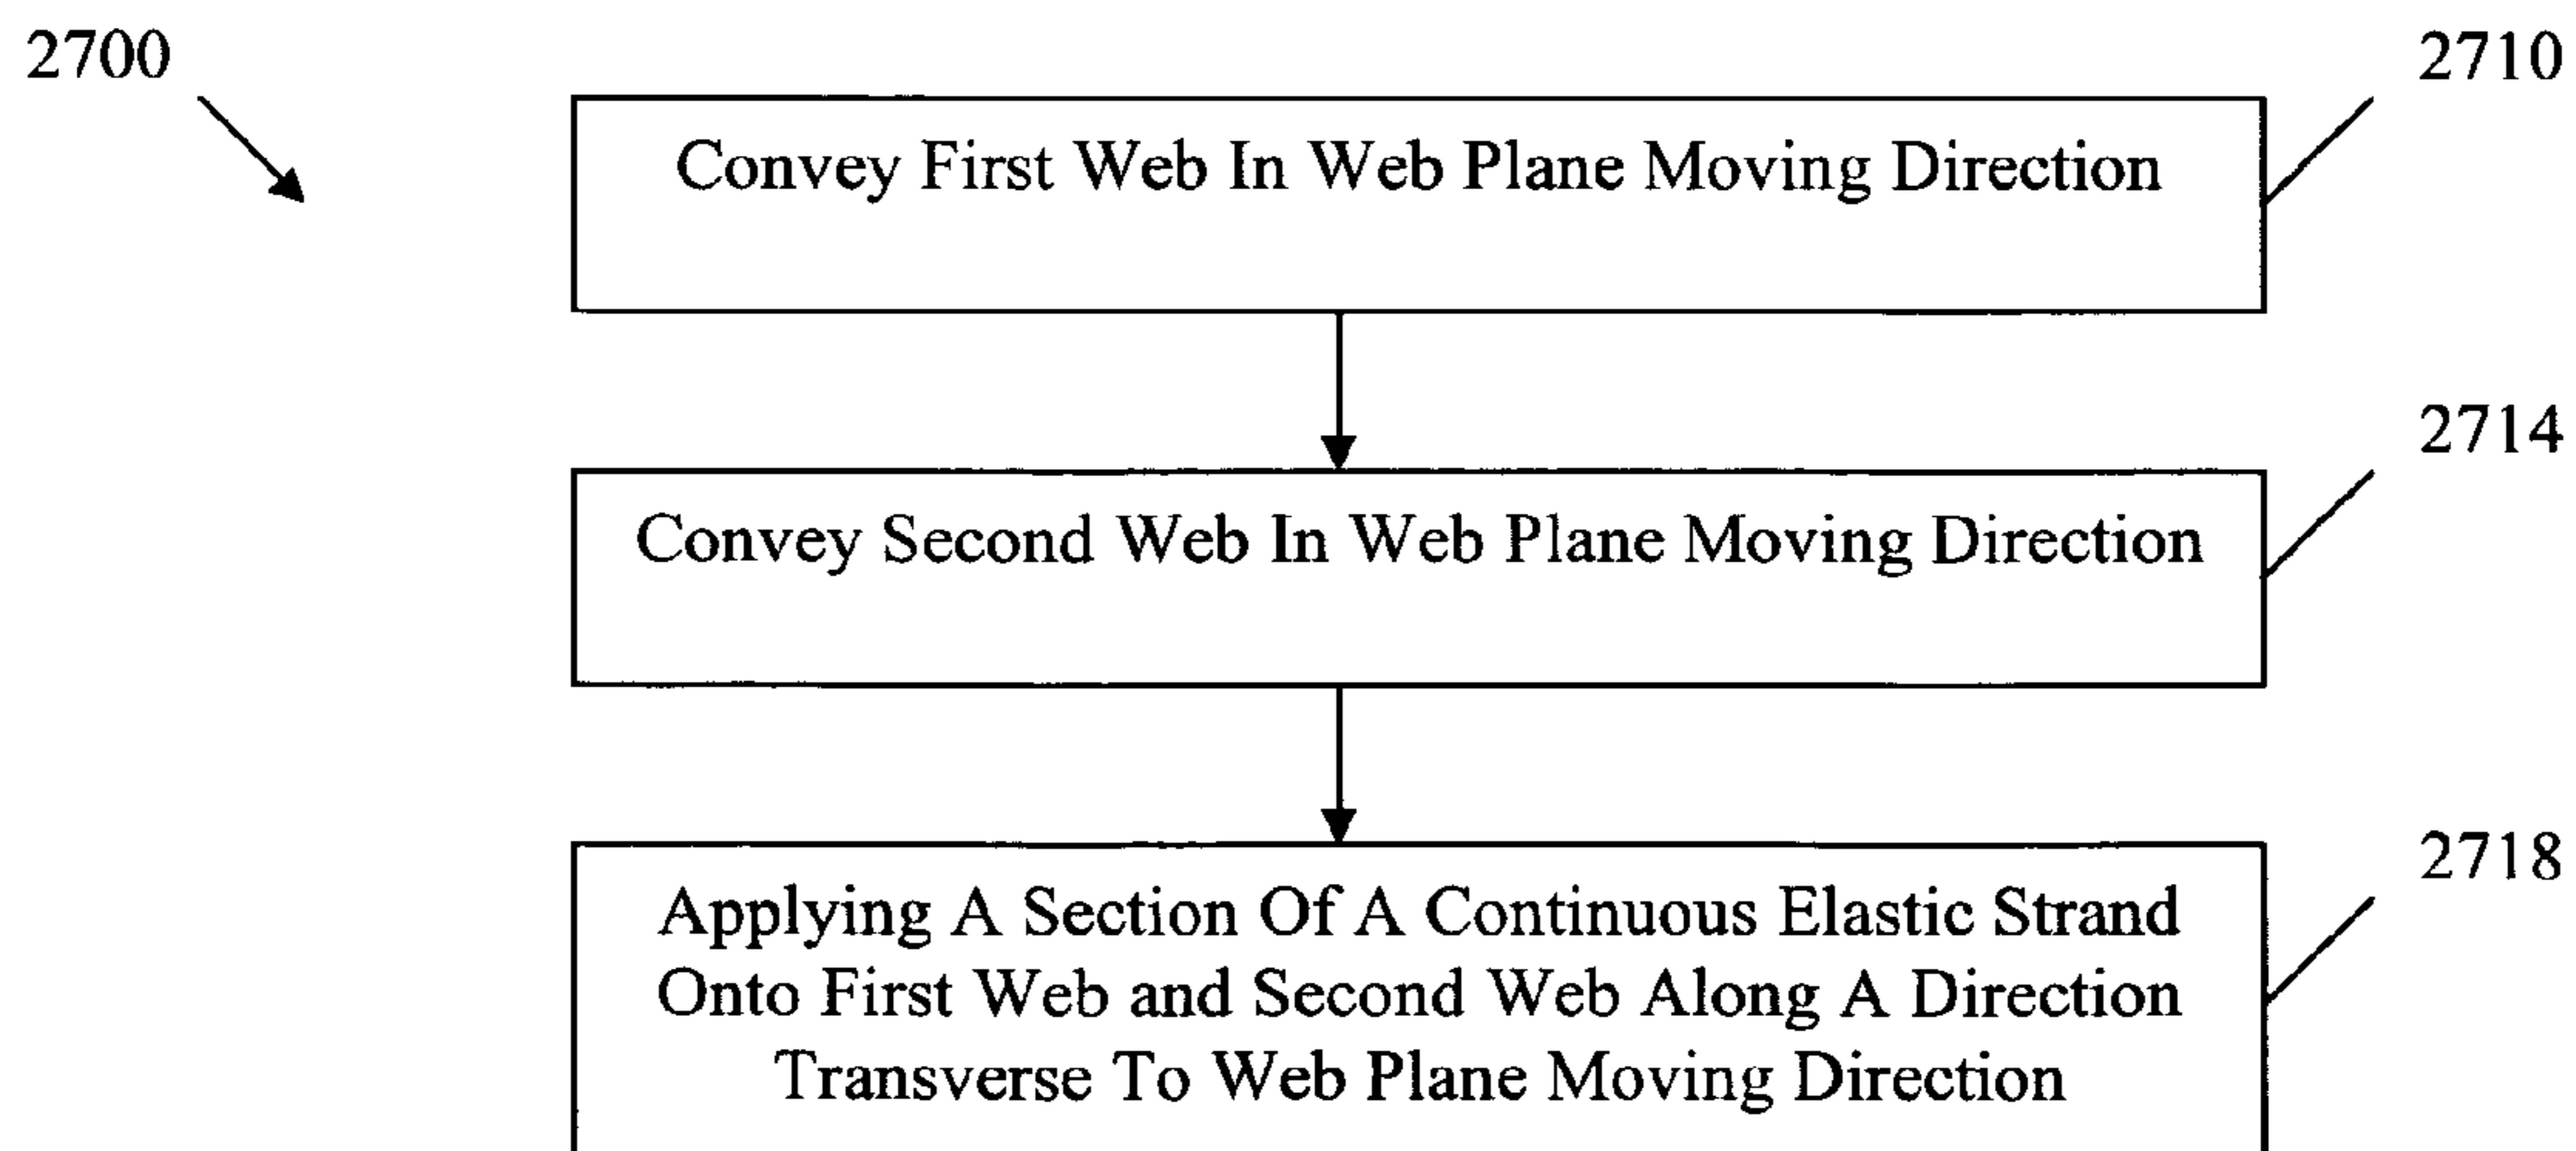 2700
2710
Convey First Web In Web Plane Moving Direction
2714
Convey Second Web In Web Plane Moving Direction
2718
Applying A Section Of A Continuous Elastic Strand
Onto First Web and Second Web Along A Direction
Transverse To Web Plane Moving Direction